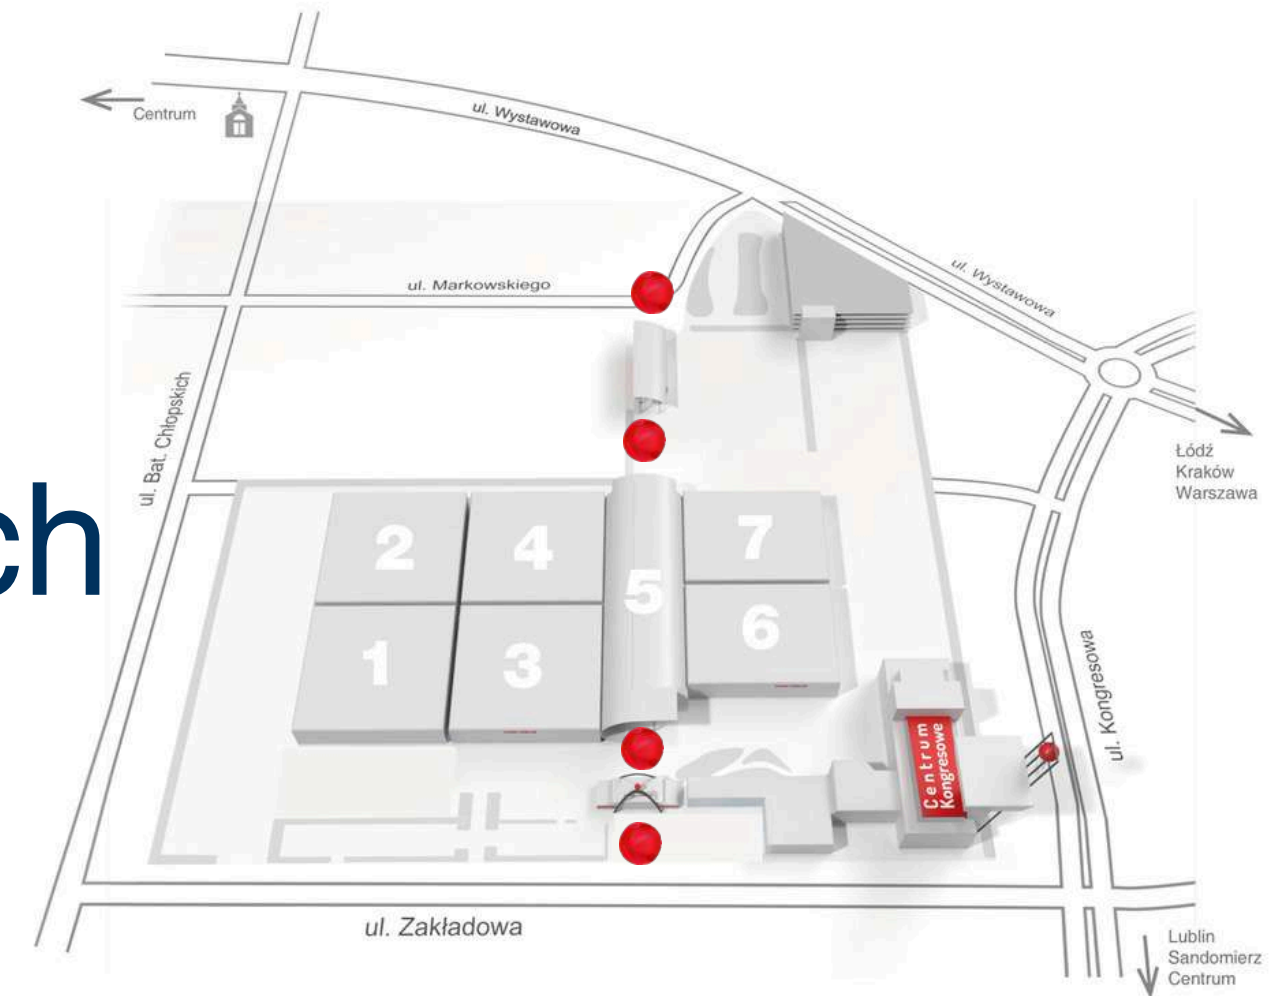 Centrum
ul. Wystawowa
ul. Wystawowa
ul. Markowskiego
ul. Bat. Chłopskich
Łódź
Kraków
Warszawa
ch
2
4
7
5
1
3
6
ul. Kongresowa
Centrum
Kongresowe
ul. Zakładowa
Lublin
Sandomierz
Centrum